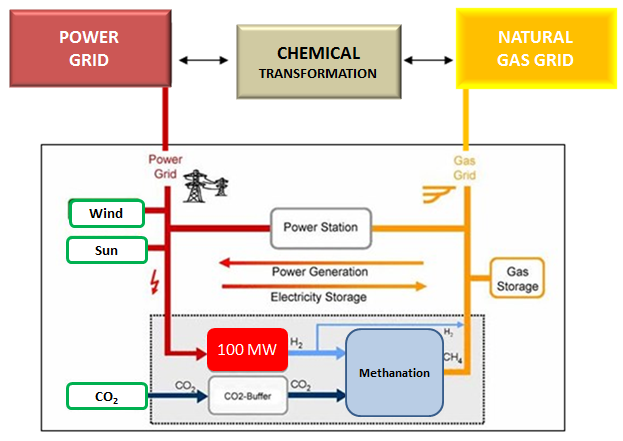 POWER
GRID
CHEMICAL
TRANSFORMATION
NATURAL
GAS GRID
Power
Grid
Gas
Grid
Wind
Power Station
Sun
Power Generation
Electricity Storage
Gas
Storage
100 MW
H2
H2
CH4
Methanation
CO2
CO2
CO2-Buffer
CO2